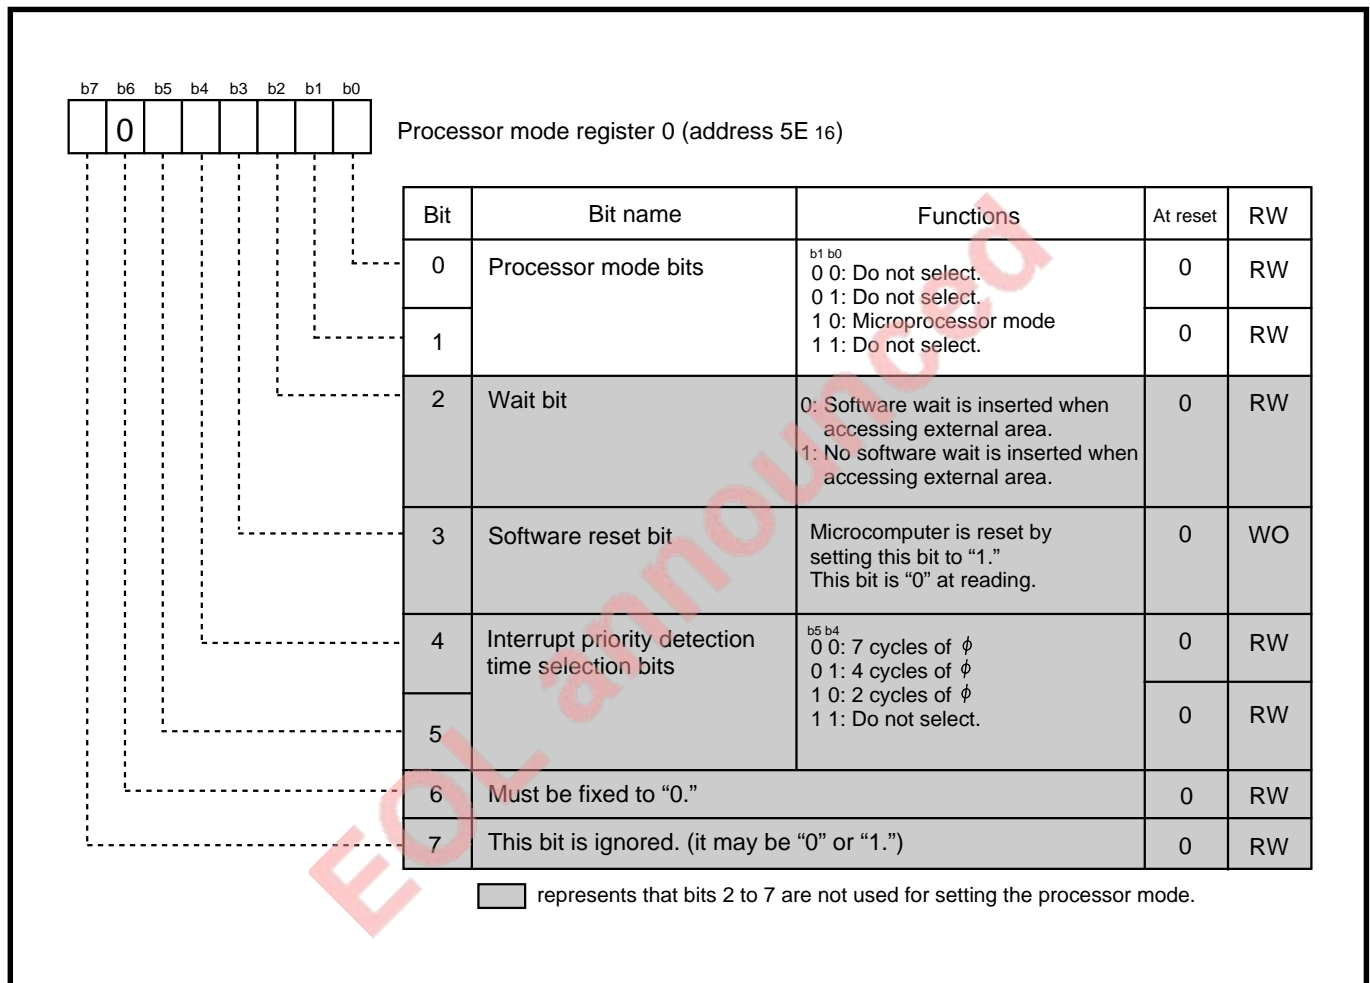 b7 b6 b5 b4 b3 b2 b1 b0
0
Processor mode register 0 (address 5E 16)
Bit Bit name Functions At reset RW
0 Processor mode bits
b1 b0
0 0: Do not select.
0 1: Do not select.
1 0: Microprocessor mode
1 1: Do not select.
0 RW
1 0 RW
2 Wait bit
0: Software wait is inserted when
accessing external area.
1: No software wait is inserted when
accessing external area.
0 RW
3 Software reset bit
Microcomputer is reset by
setting this bit to “1.”
This bit is “0” at reading.
0 WO
4 Interrupt priority detection
time selection bits
b5 b4
0 0: 7 cycles of ϕ
0 1: 4 cycles of ϕ
1 0: 2 cycles of ϕ
1 1: Do not select.
0 RW
5 0 RW
6 Must be fixed to “0.” 0 RW
7 This bit is ignored. (it may be “0” or “1.”) 0 RW
represents that bits 2 to 7 are not used for setting the processor mode.
EOL announced